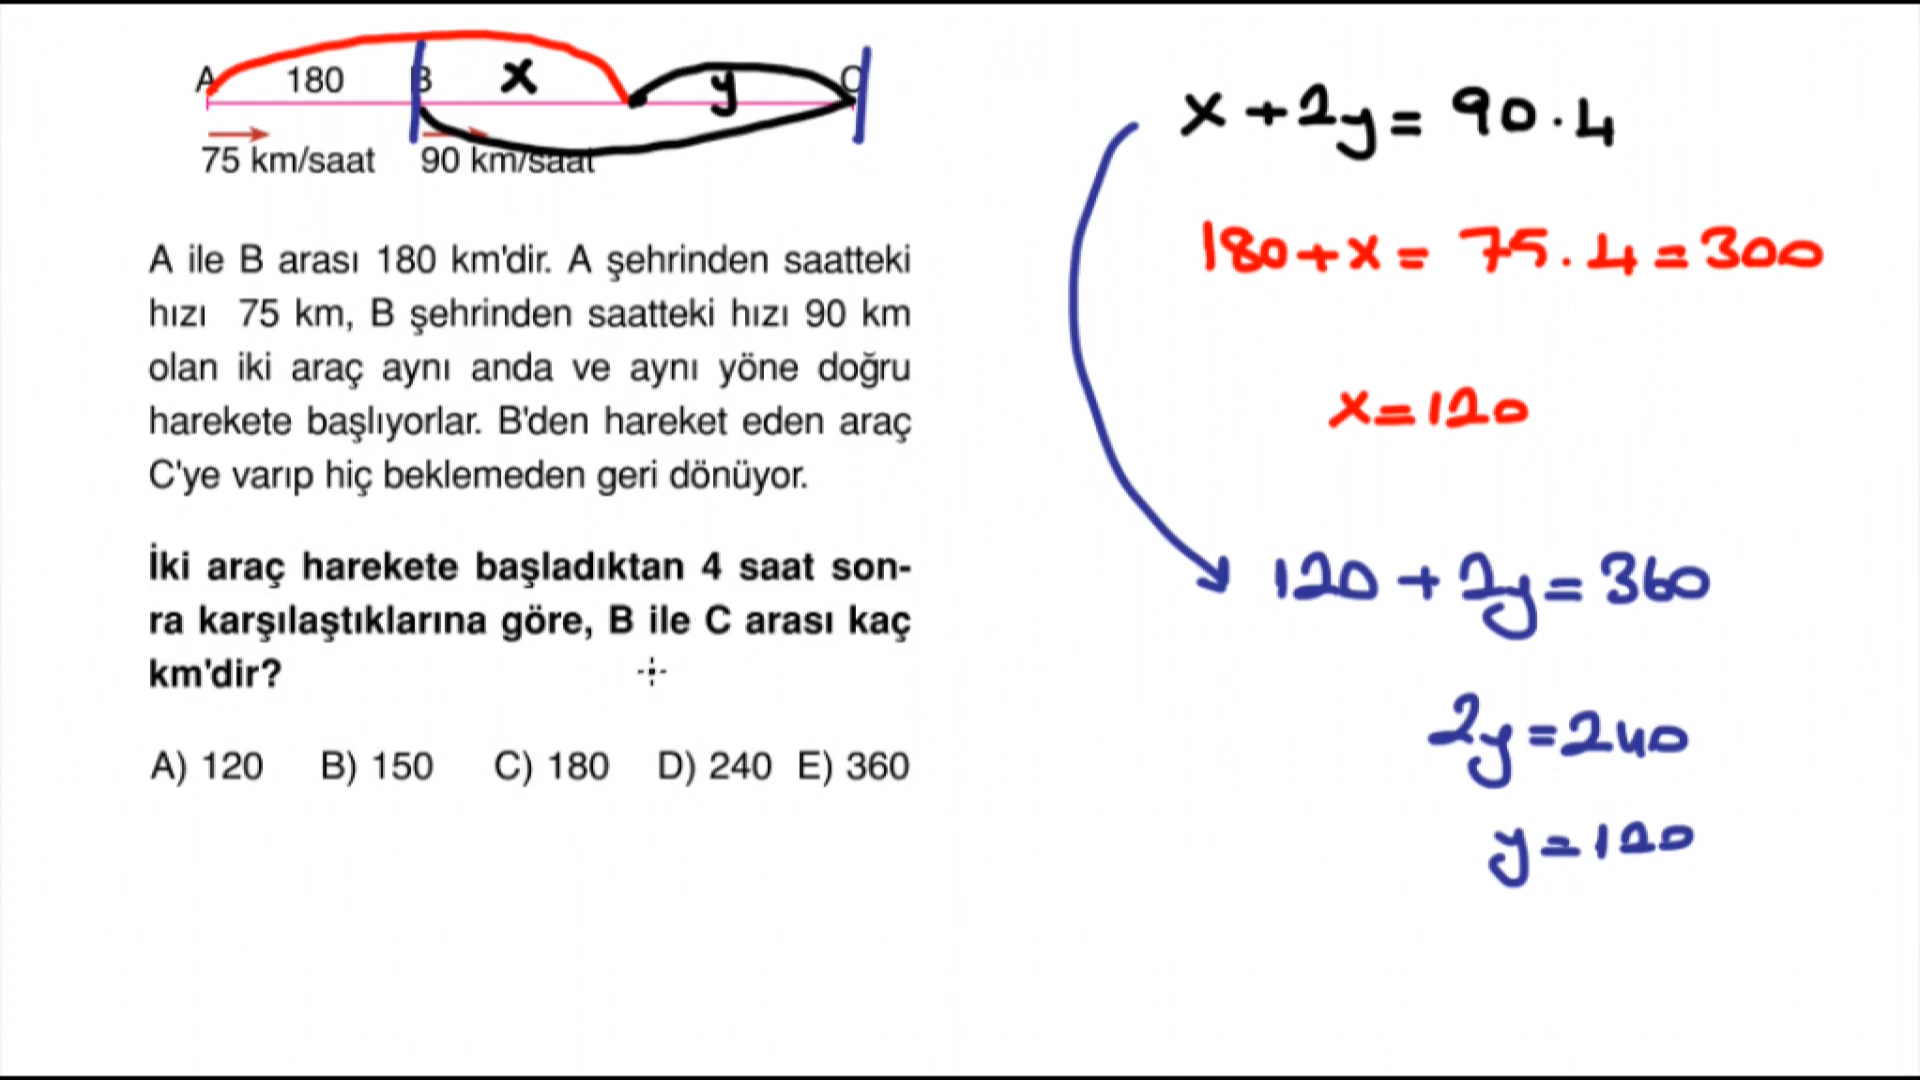 A 180 B x y C
75 km/saat 90 km/saat
A ile B arası 180 km'dir. A şehrinden saatteki
hızı 75 km, B şehrinden saatteki hızı 90 km
olan iki araç aynı anda ve aynı yöne doğru
harekete başlıyorlar. B'den hareket eden araç
C'ye varıp hiç beklemeden geri dönüyor.
İki araç harekete başladıktan 4 saat son-
ra karşılaştıklarına göre, B ile C arası kaç
km'dir?
A) 120 B) 150 C) 180 D) 240 E) 360
x + 2y = 90 . 4
180 + x = 75 . 4 = 300
x = 120
120 + 2y = 360
2y = 240
y = 120